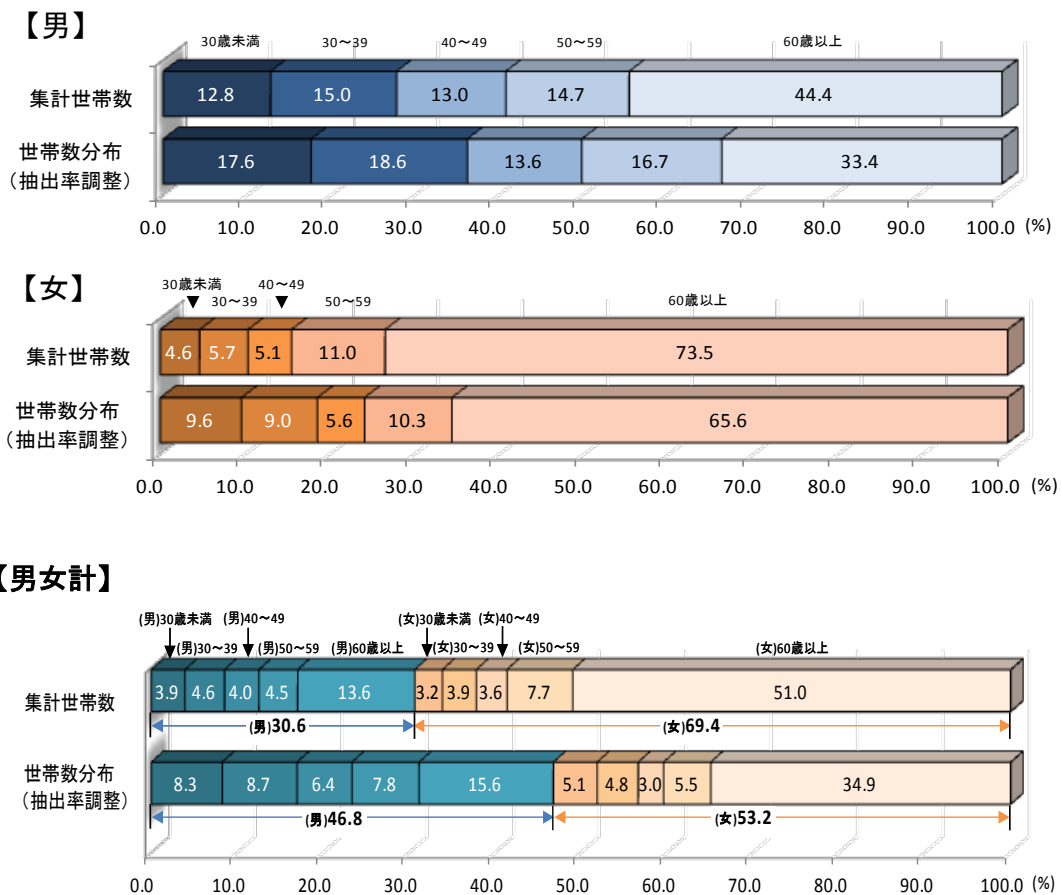 【男】
30歳未満 30～39 40～49 50～59 60歳以上
集計世帯数 12.8 15.0 13.0 14.7 44.4
世帯数分布
（抽出率調整） 17.6 18.6 13.6 16.7 33.4
0.0 10.0 20.0 30.0 40.0 50.0 60.0 70.0 80.0 90.0 100.0 (%)
【女】
30歳未満 40～49
▼ 30～39 ▼ 50～59 60歳以上
集計世帯数 4.6 5.7 5.1 11.0 73.5
世帯数分布
（抽出率調整） 9.6 9.0 5.6 10.3 65.6
0.0 10.0 20.0 30.0 40.0 50.0 60.0 70.0 80.0 90.0 100.0 (%)
【男女計】
(男)30歳未満 (男)40～49 (女)30歳未満 (女)40～49
(男)30～39 (男)50～59 (男)60歳以上 (女)30～39 (女)50～59 (女)60歳以上
集計世帯数 3.9 4.6 4.0 4.5 13.6 3.2 3.9 3.6 7.7 51.0
(男)30.6 (女)69.4
世帯数分布
（抽出率調整） 8.3 8.7 6.4 7.8 15.6 5.1 4.8 3.0 5.5 34.9
(男)46.8 (女)53.2
0.0 10.0 20.0 30.0 40.0 50.0 60.0 70.0 80.0 90.0 100.0 (%)